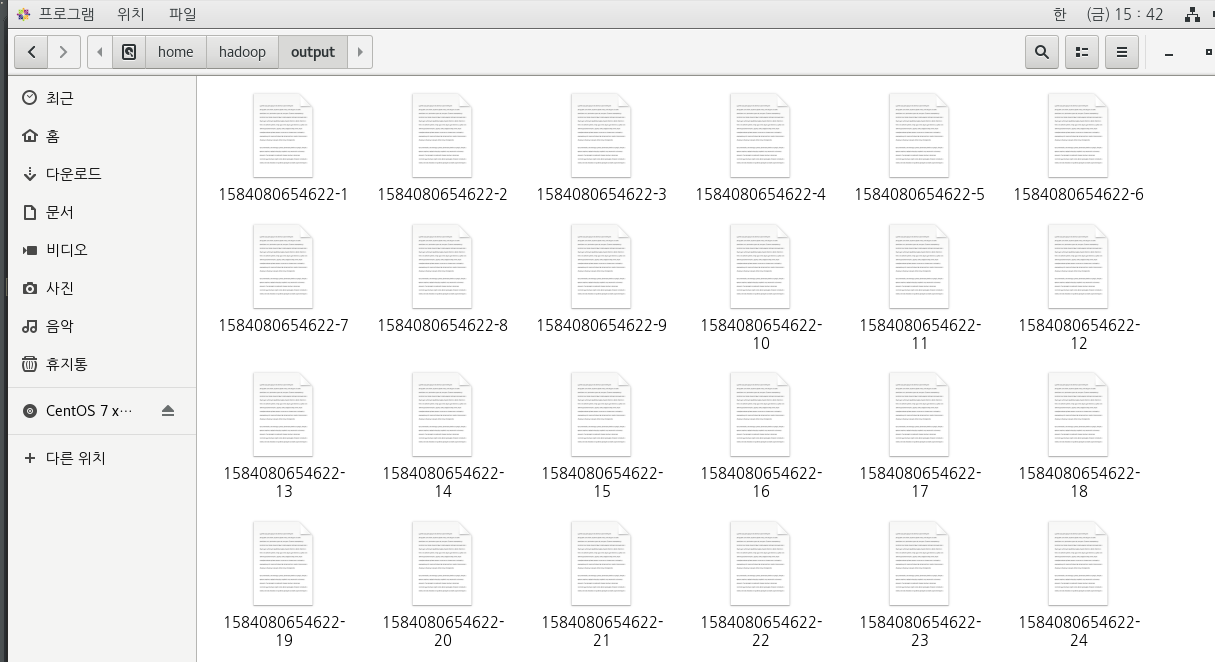 프로그램 위치 파일 한 (금) 15 : 42
home hadoop output
최근
홈
다운로드
문서
비디오
사진
음악
휴지통
CentOS 7 x…
다른 위치
1584080654622-1 1584080654622-2 1584080654622-3 1584080654622-4 1584080654622-5 1584080654622-6
1584080654622-7 1584080654622-8 1584080654622-9 1584080654622- 1584080654622- 1584080654622-
10 11 12
1584080654622- 1584080654622- 1584080654622- 1584080654622- 1584080654622- 1584080654622-
13 14 15 16 17 18
1584080654622- 1584080654622- 1584080654622- 1584080654622- 1584080654622- 1584080654622-
19 20 21 22 23 24